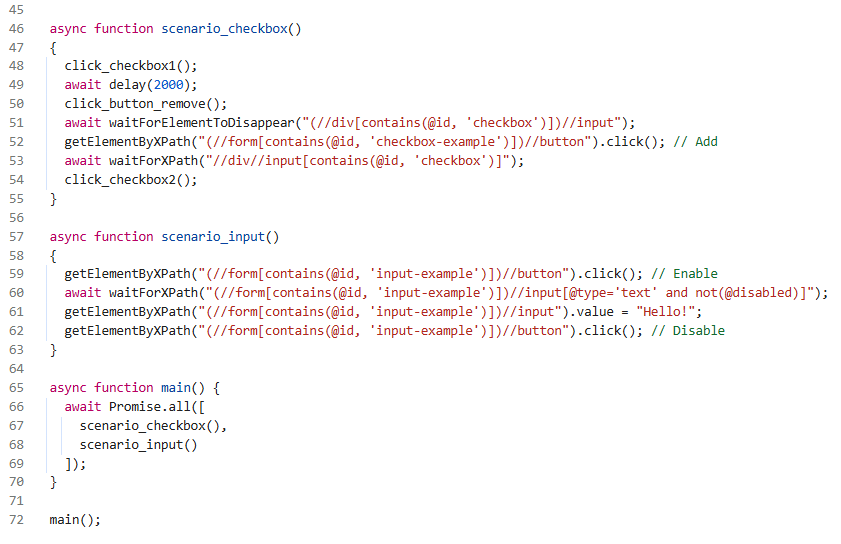 45
46 async function scenario_checkbox()
47 {
48   click_checkbox1();
49   await delay(2000);
50   click_button_remove();
51   await waitForElementToDisappear("(//div[contains(@id, 'checkbox')])//input");
52   getElementByXPath("(//form[contains(@id, 'checkbox-example')])//button").click(); // Add
53   await waitForXPath("//div//input[contains(@id, 'checkbox')]");
54   click_checkbox2();
55 }
56
57 async function scenario_input()
58 {
59   getElementByXPath("(//form[contains(@id, 'input-example')])//button").click(); // Enable
60   await waitForXPath("(//form[contains(@id, 'input-example')])//input[@type='text' and not(@disabled)]");
61   getElementByXPath("(//form[contains(@id, 'input-example')])//input").value = "Hello!";
62   getElementByXPath("(//form[contains(@id, 'input-example')])//button").click(); // Disable
63 }
64
65 async function main() {
66   await Promise.all([
67     scenario_checkbox(),
68     scenario_input()
69   ]);
70 }
71
72 main();